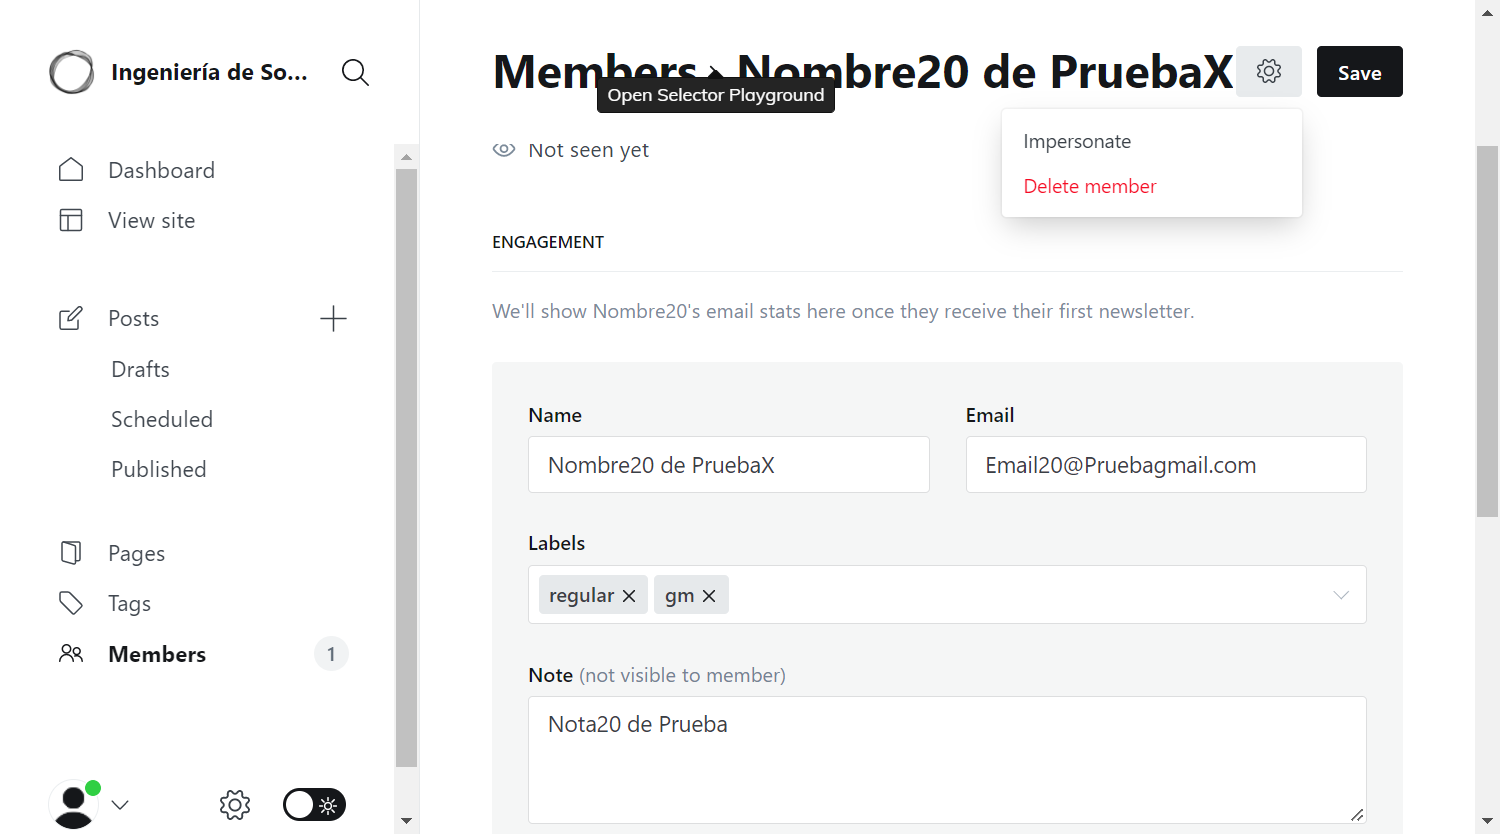 Ingeniería de So...
Dashboard
View site
Posts
Drafts
Scheduled
Published
Pages
Tags
Members 1
Members Nombre20 de PruebaX
Save
Open Selector Playground
Impersonate
Delete member
Not seen yet
ENGAGEMENT
We'll show Nombre20's email stats here once they receive their first newsletter.
Name
Nombre20 de PruebaX
Email
Email20@Pruebagmail.com
Labels
regular gm
Note (not visible to member)
Nota20 de Prueba